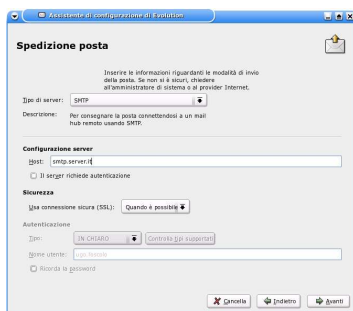 Assistente di configurazione di Evolution
Spedizione posta
Inserire le informazioni riguardanti le modalità di invio
della posta. Se non si è sicuri, chiedere
all'amministratore di sistema o al provider Internet.
Tipo di server: SMTP
Descrizione: Per consegnare la posta connettendosi a un mail
hub remoto usando SMTP.
Configurazione server
Host: smtp.server.it
Il server richiede autenticazione
Sicurezza
Usa connessione sicura (SSL): Quando è possibile
Autenticazione
Tipo: IN CHIARO Controlla tipi supportati
Nome utente:
Ricorda la password
Cancella Indietro Avanti